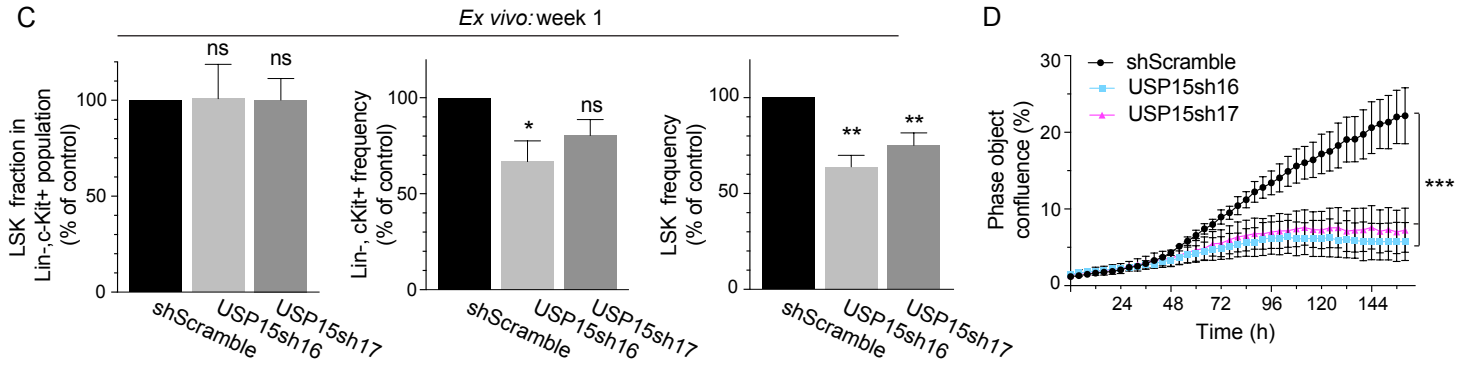 C
Ex vivo: week 1
LSK fraction in
Lin-,c-Kit+ population
(% of control)
100
50
0
ns
ns
shScramble
USP15sh16
USP15sh17
Lin-, cKit+ frequency
(% of control)
100
50
0
*
ns
shScramble
USP15sh16
USP15sh17
LSK frequency
(% of control)
100
50
0
**
**
shScramble
USP15sh16
USP15sh17
D
Phase object
confluence (%)
30
20
10
0
shScramble
USP15sh16
USP15sh17
***
24
48
72
96
120
144
Time (h)